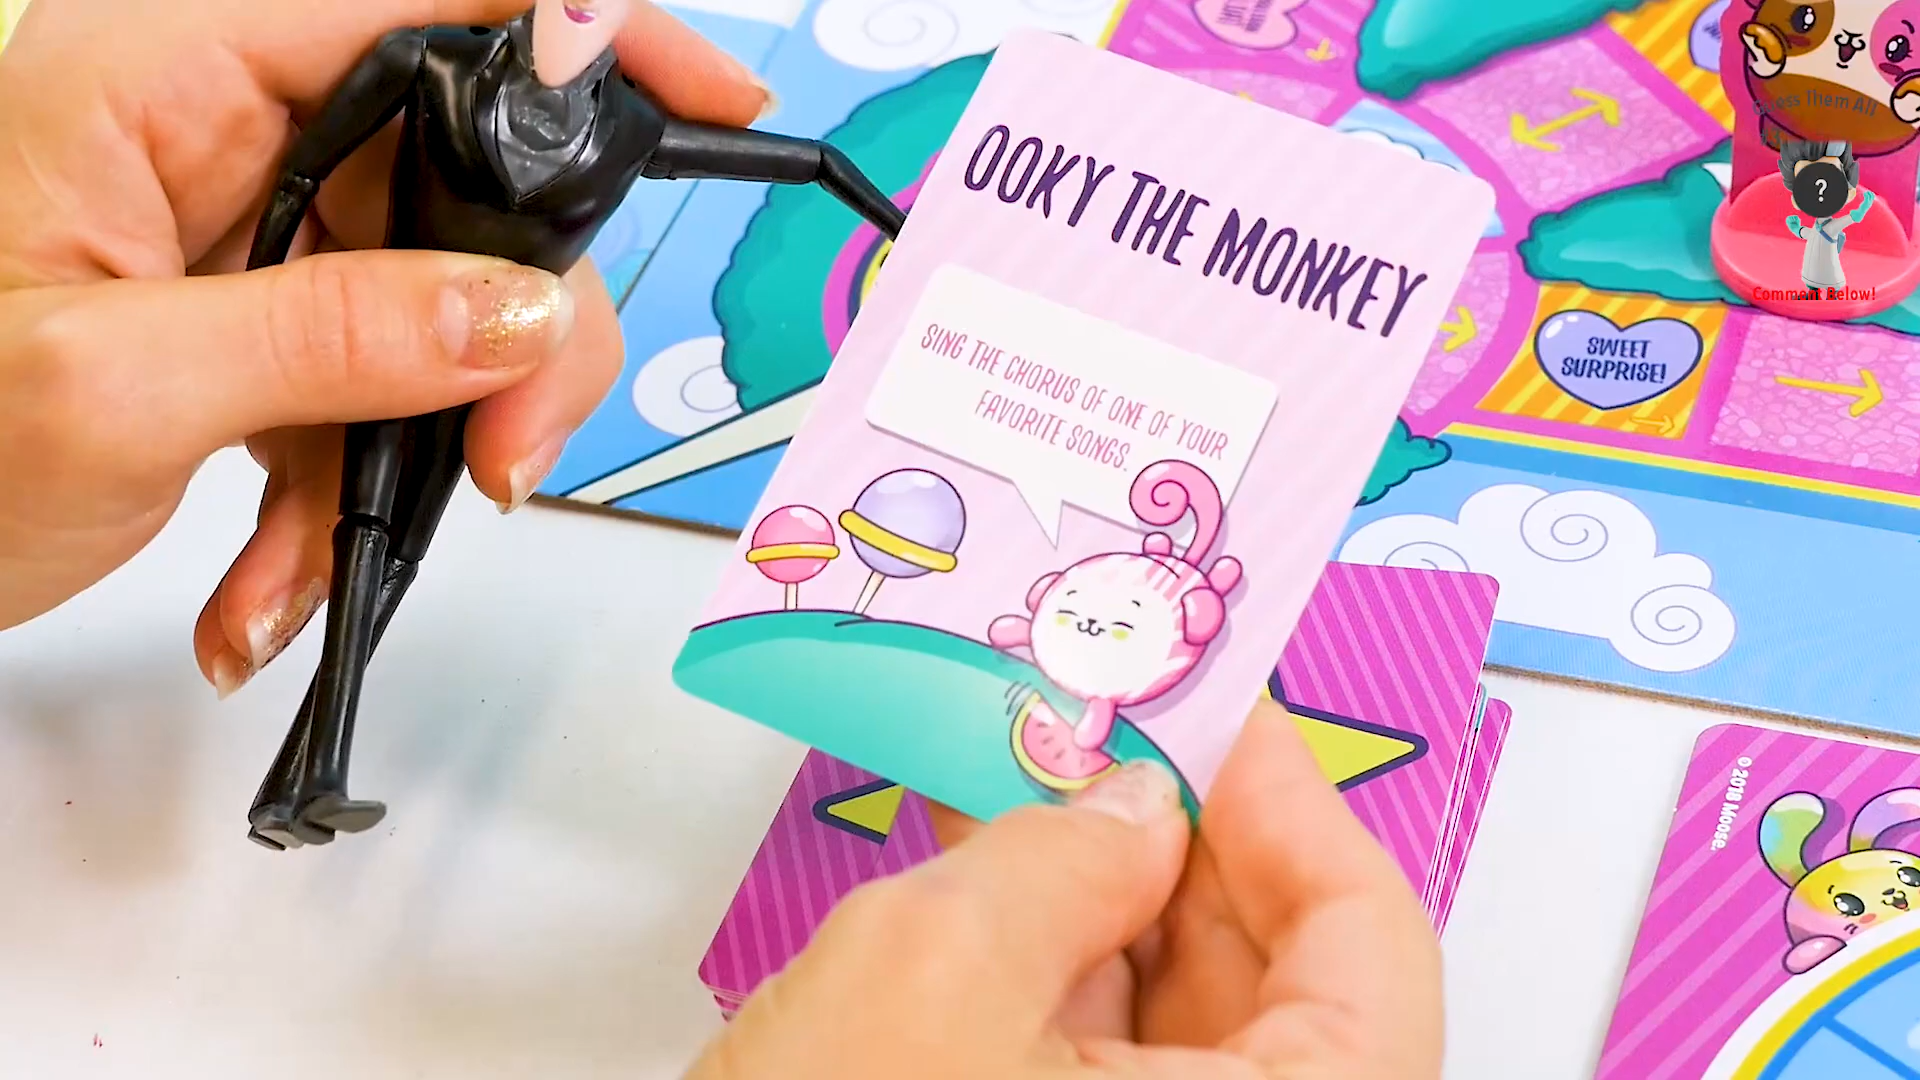 OOKY THE MONKEY
SING THE CHORUS OF ONE OF YOUR
FAVORITE SONGS.
SWEET
SURPRISE!
Guess Them All
?
Comment Below!
© 2018 Moose.